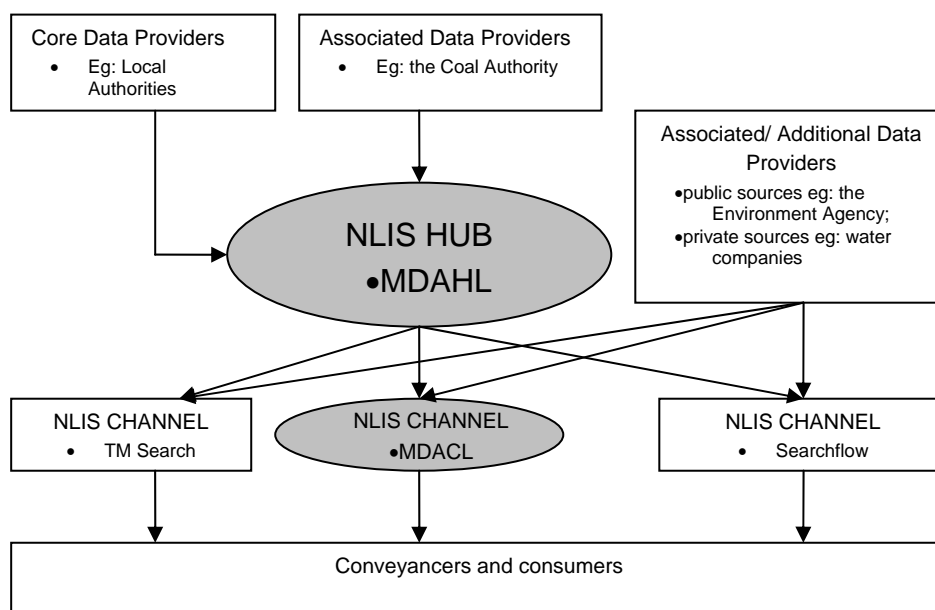 Core Data Providers
• Eg: Local
Authorities
Associated Data Providers
• Eg: the Coal Authority
Associated/ Additional Data
Providers
•public sources eg: the
Environment Agency;
•private sources eg: water
companies
NLIS HUB
•MDAHL
NLIS CHANNEL
• TM Search
NLIS CHANNEL
•MDACL
NLIS CHANNEL
• Searchflow
Conveyancers and consumers